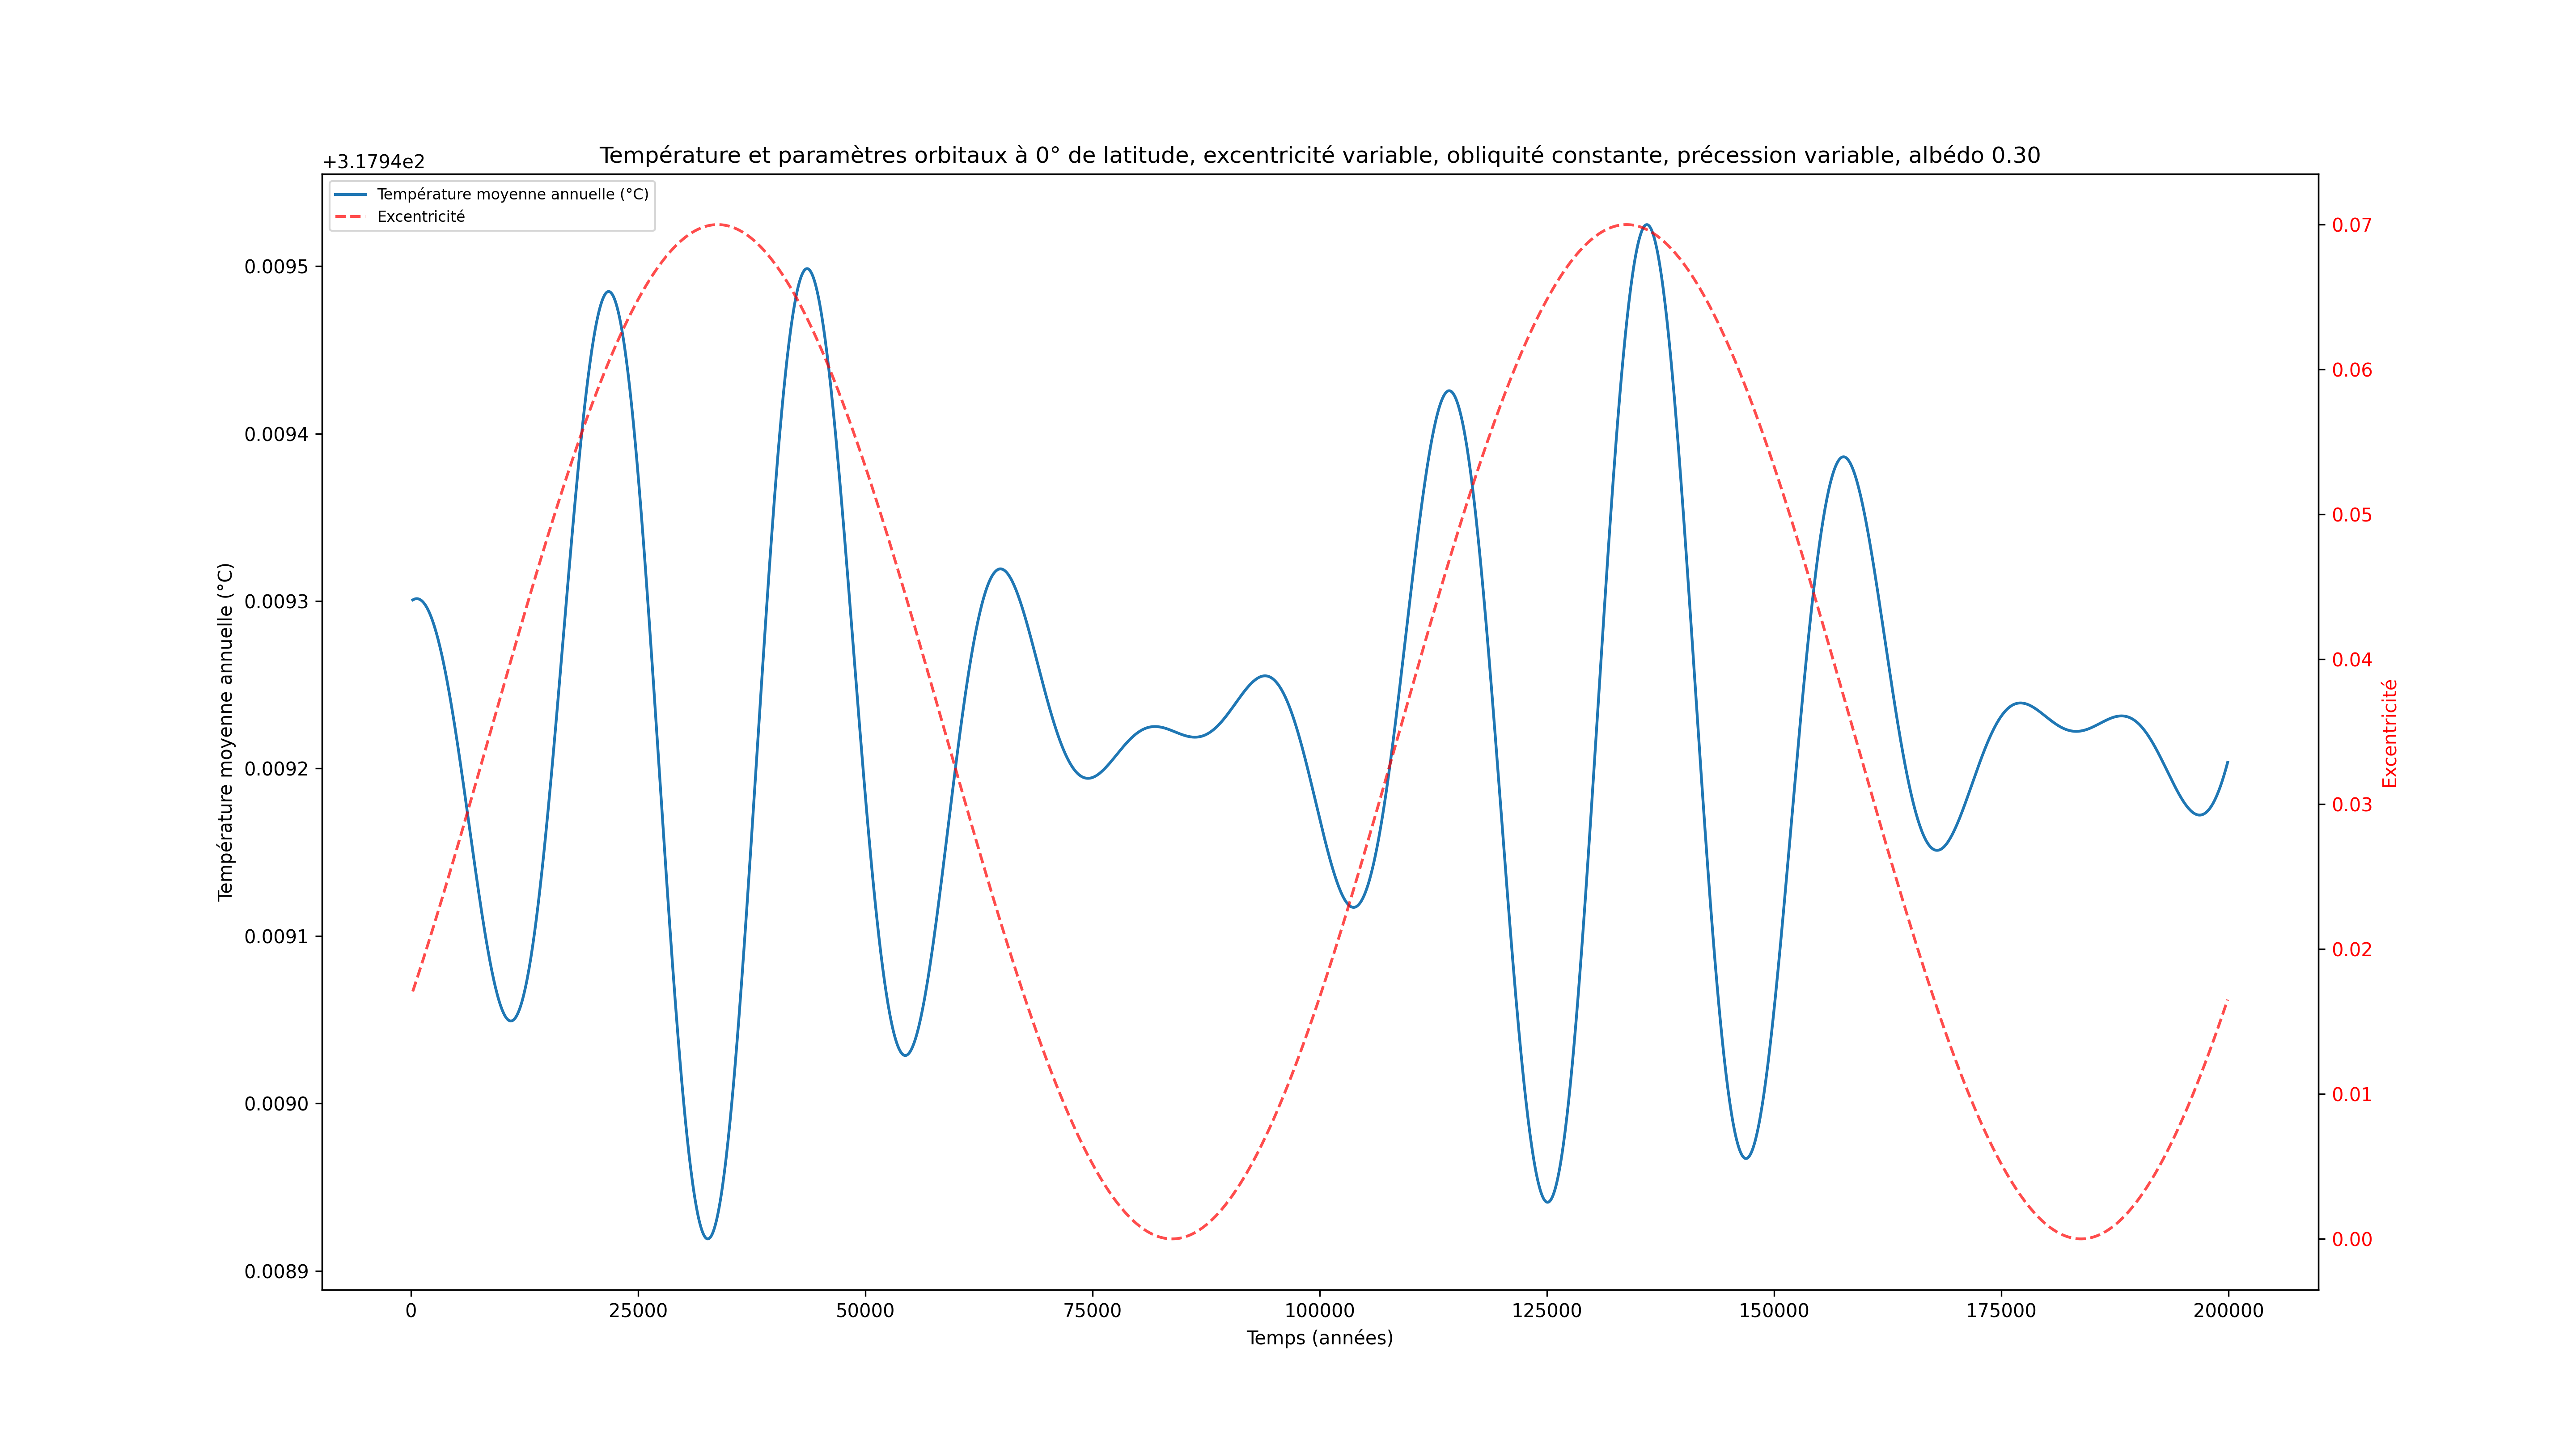 Température et paramètres orbitaux à 0° de latitude, excentricité variable, obliquité constante, précession variable, albédo 0.30
+3.1794e2
Température moyenne annuelle (°C)
Excentricité
0.0095
0.0094
0.0093
0.0092
0.0091
0.0090
0.0089
Température moyenne annuelle (°C)
0.07
0.06
0.05
0.04
0.03
0.02
0.01
0.00
Excentricité
0 25000 50000 75000 100000 125000 150000 175000 200000
Temps (années)